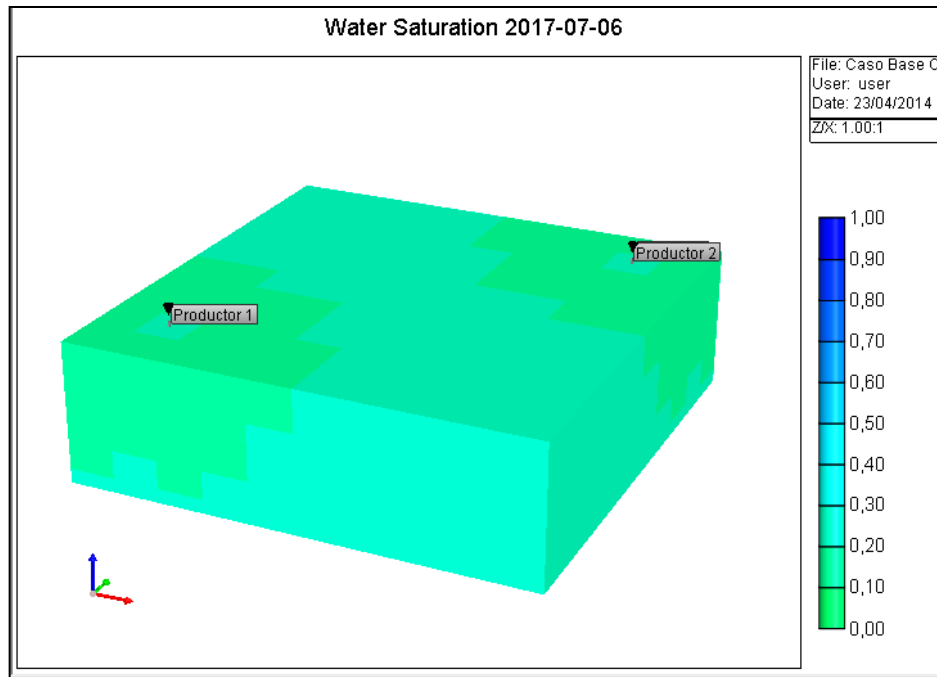 Water Saturation 2017-07-06
File: Caso Base C
User: user
Date: 23/04/2014
Z/X: 1.00:1
Productor 2
Productor 1
1,00
0,90
0,80
0,70
0,60
0,50
0,40
0,30
0,20
0,10
0,00